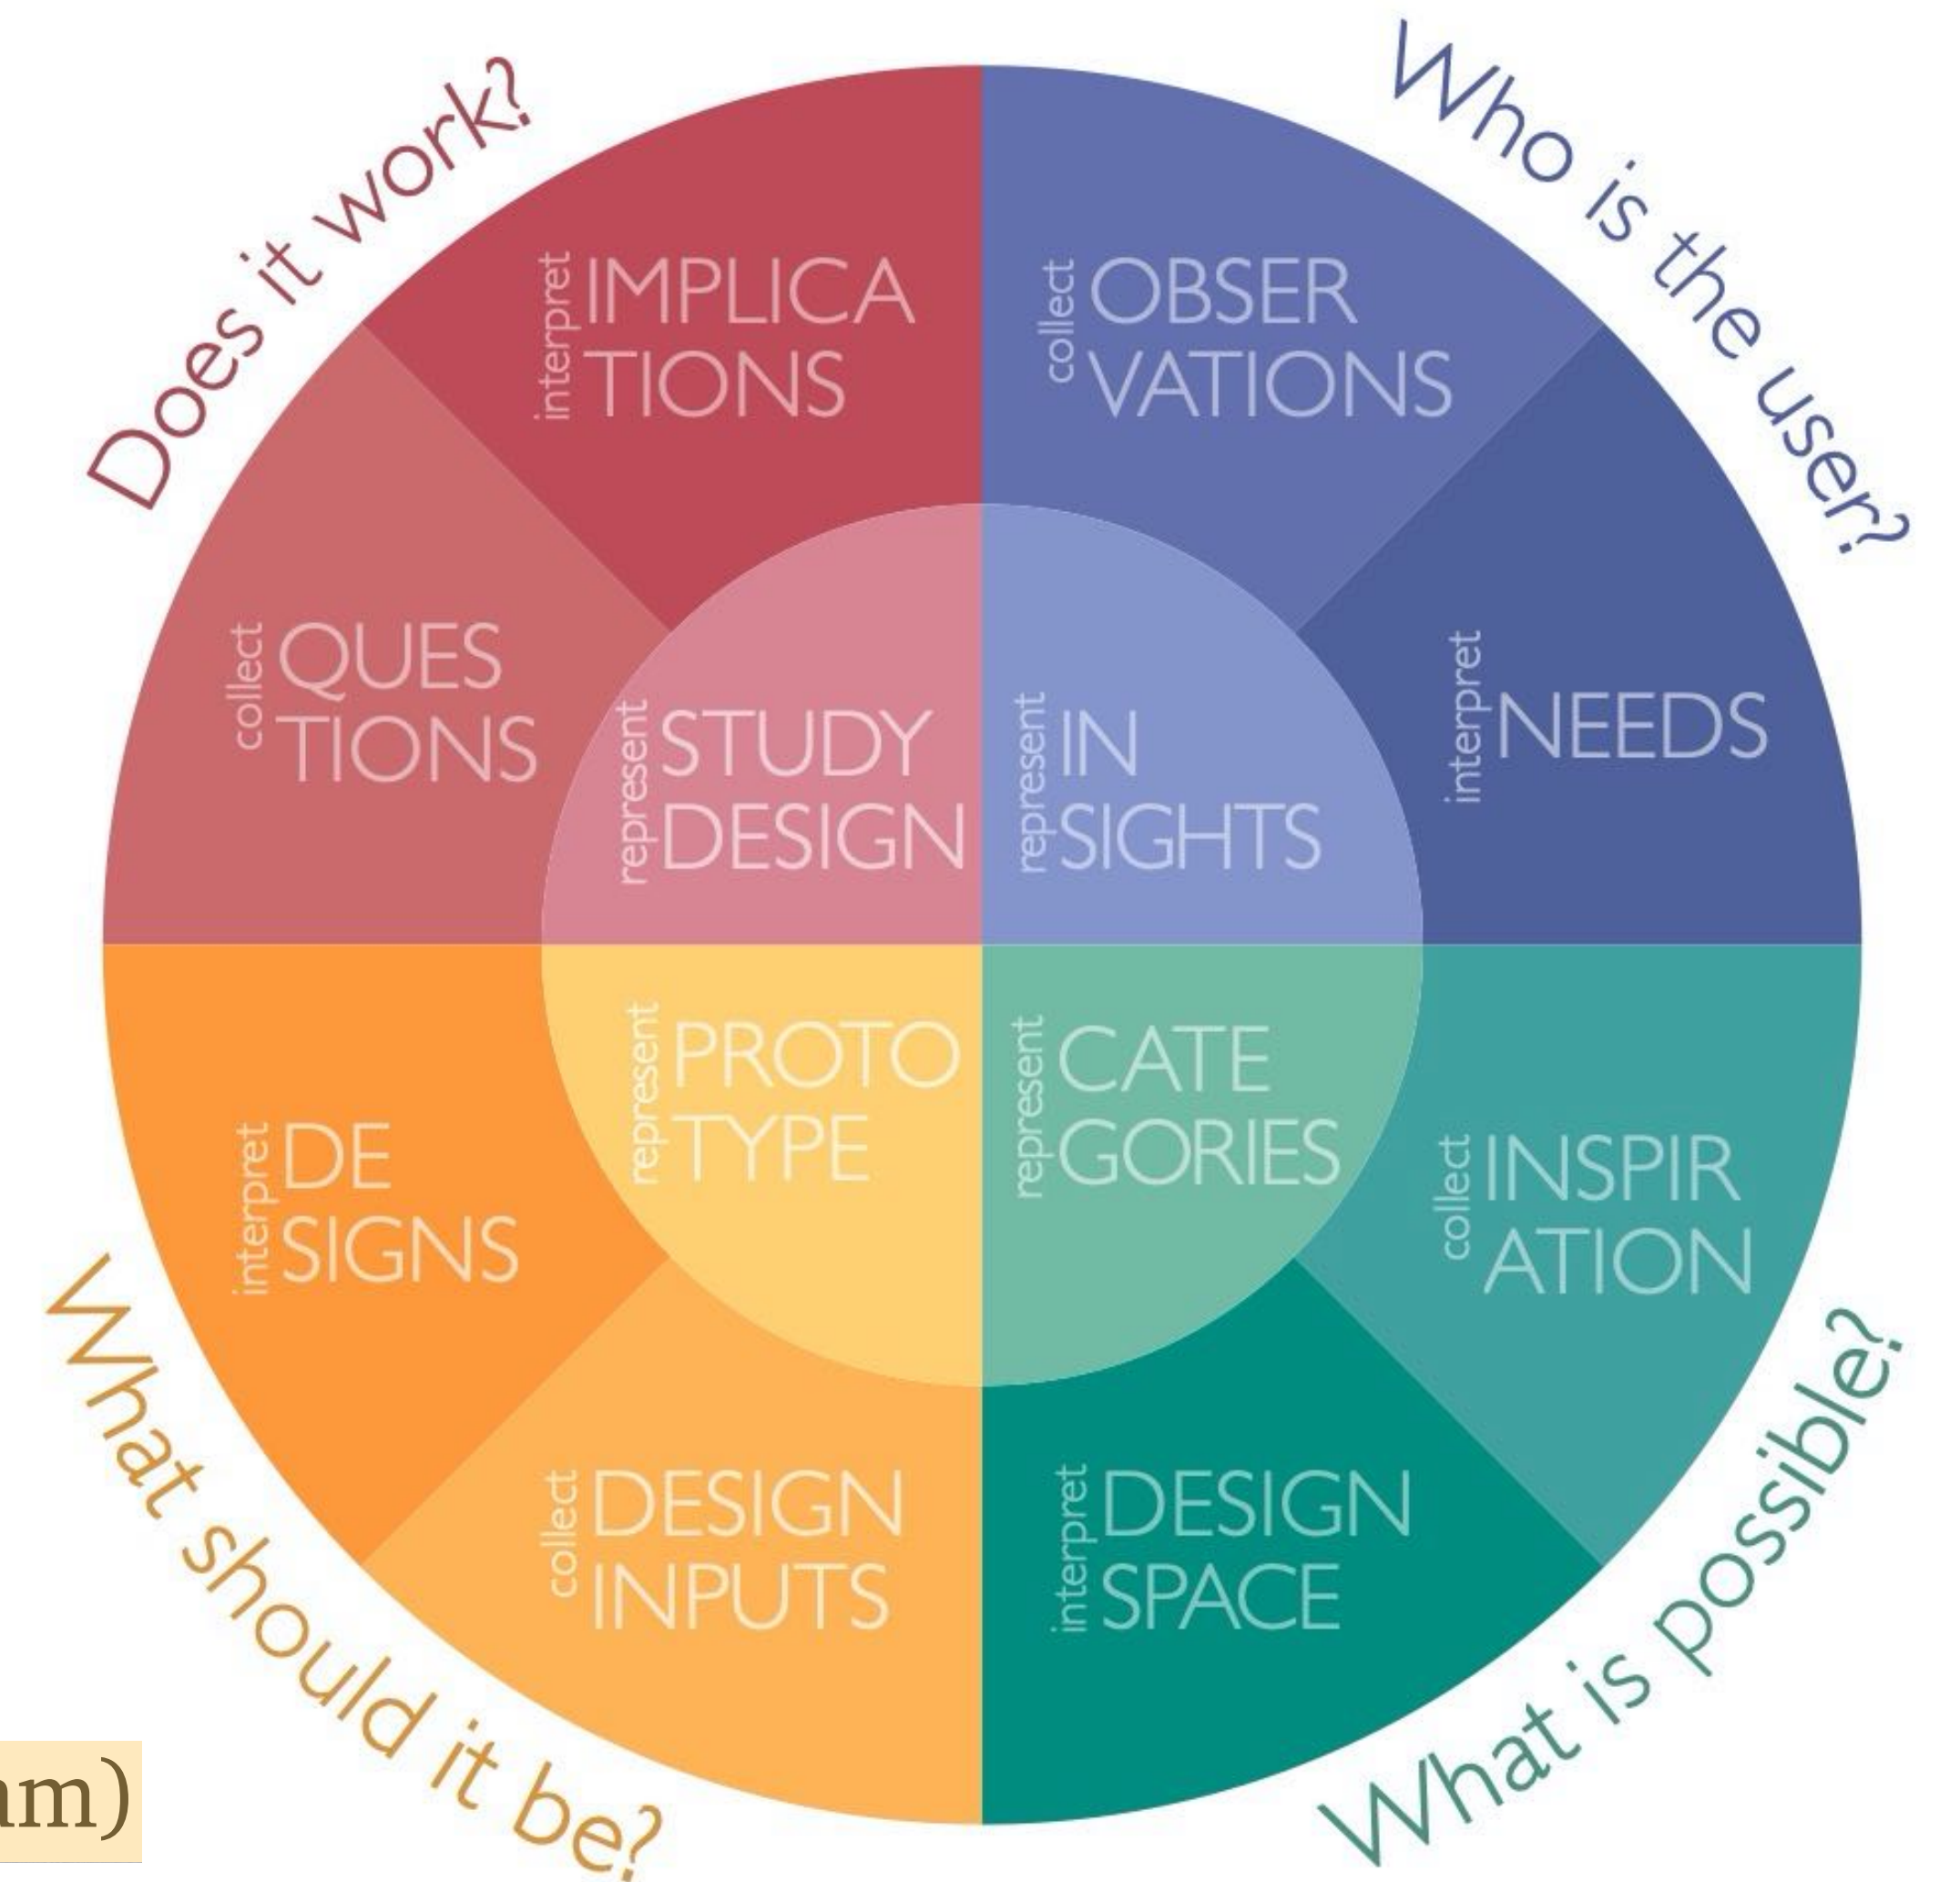 Does it work?
Who is the user?
interpret
IMPLICA
TIONS
collect
OBSER
VATIONS
collect
QUES
TIONS
represent
STUDY
DESIGN
represent
IN
SIGHTS
interpret
NEEDS
interpret
DE
SIGNS
represent
PROTO
TYPE
represent
CATE
GORIES
collect
INSPIR
ATION
collect
DESIGN
INPUTS
interpret
DESIGN
SPACE
What should it be?
What is possible?